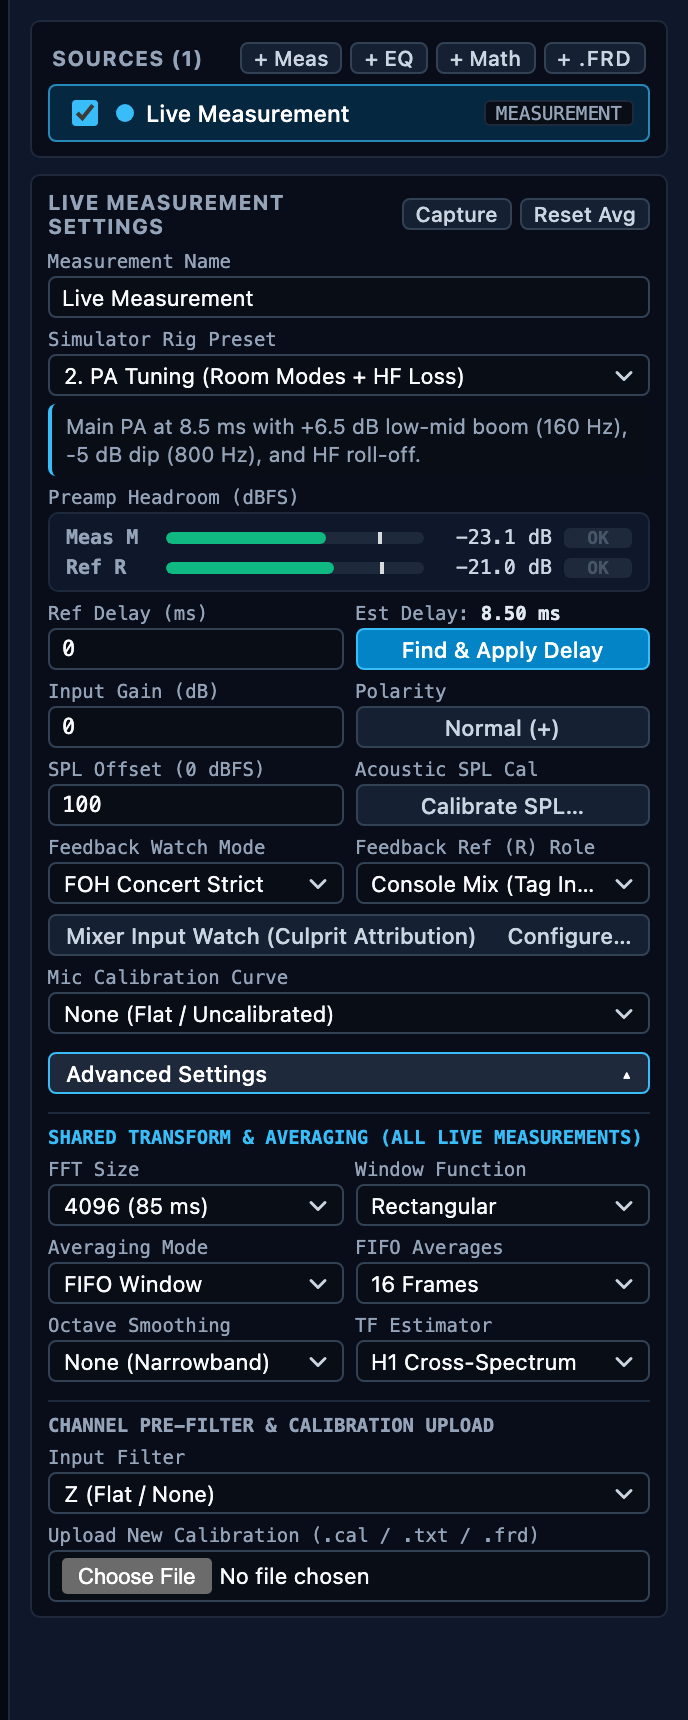 SOURCES (1) + Meas + EQ + Math + .FRD
Live Measurement MEASUREMENT
LIVE MEASUREMENT
SETTINGS
Capture Reset Avg
Measurement Name
Live Measurement
Simulator Rig Preset
2. PA Tuning (Room Modes + HF Loss)
Main PA at 8.5 ms with +6.5 dB low-mid boom (160 Hz),
-5 dB dip (800 Hz), and HF roll-off.
Preamp Headroom (dBFS)
Meas M -23.1 dB OK
Ref R -21.0 dB OK
Ref Delay (ms) Est Delay: 8.50 ms
0 Find & Apply Delay
Input Gain (dB) Polarity
0 Normal (+)
SPL Offset (0 dBFS) Acoustic SPL Cal
100 Calibrate SPL...
Feedback Watch Mode Feedback Ref (R) Role
FOH Concert Strict Console Mix (Tag In...
Mixer Input Watch (Culprit Attribution) Configure...
Mic Calibration Curve
None (Flat / Uncalibrated)
Advanced Settings ▲
SHARED TRANSFORM & AVERAGING (ALL LIVE MEASUREMENTS)
FFT Size Window Function
4096 (85 ms) Rectangular
Averaging Mode FIFO Averages
FIFO Window 16 Frames
Octave Smoothing TF Estimator
None (Narrowband) H1 Cross-Spectrum
CHANNEL PRE-FILTER & CALIBRATION UPLOAD
Input Filter
Z (Flat / None)
Upload New Calibration (.cal / .txt / .frd)
Choose File No file chosen